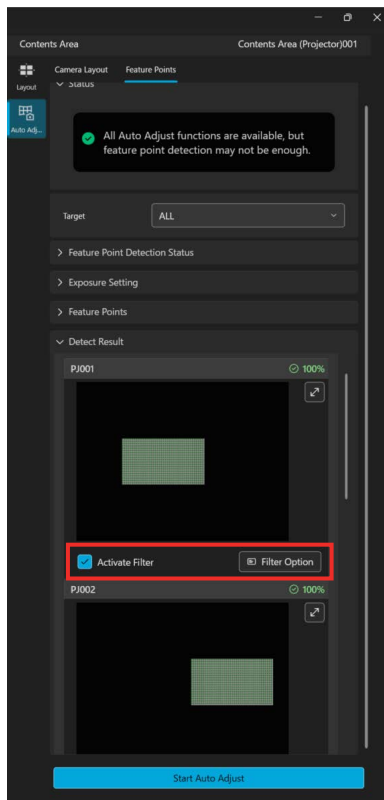 Contents Area
Contents Area (Projector)001
Layout
Auto Adj...
Camera Layout
Feature Points
Status
All Auto Adjust functions are available, but
feature point detection may not be enough.
Target
ALL
Feature Point Detection Status
Exposure Setting
Feature Points
Detect Result
PJ001
100%
Activate Filter
Filter Option
PJ002
100%
Start Auto Adjust